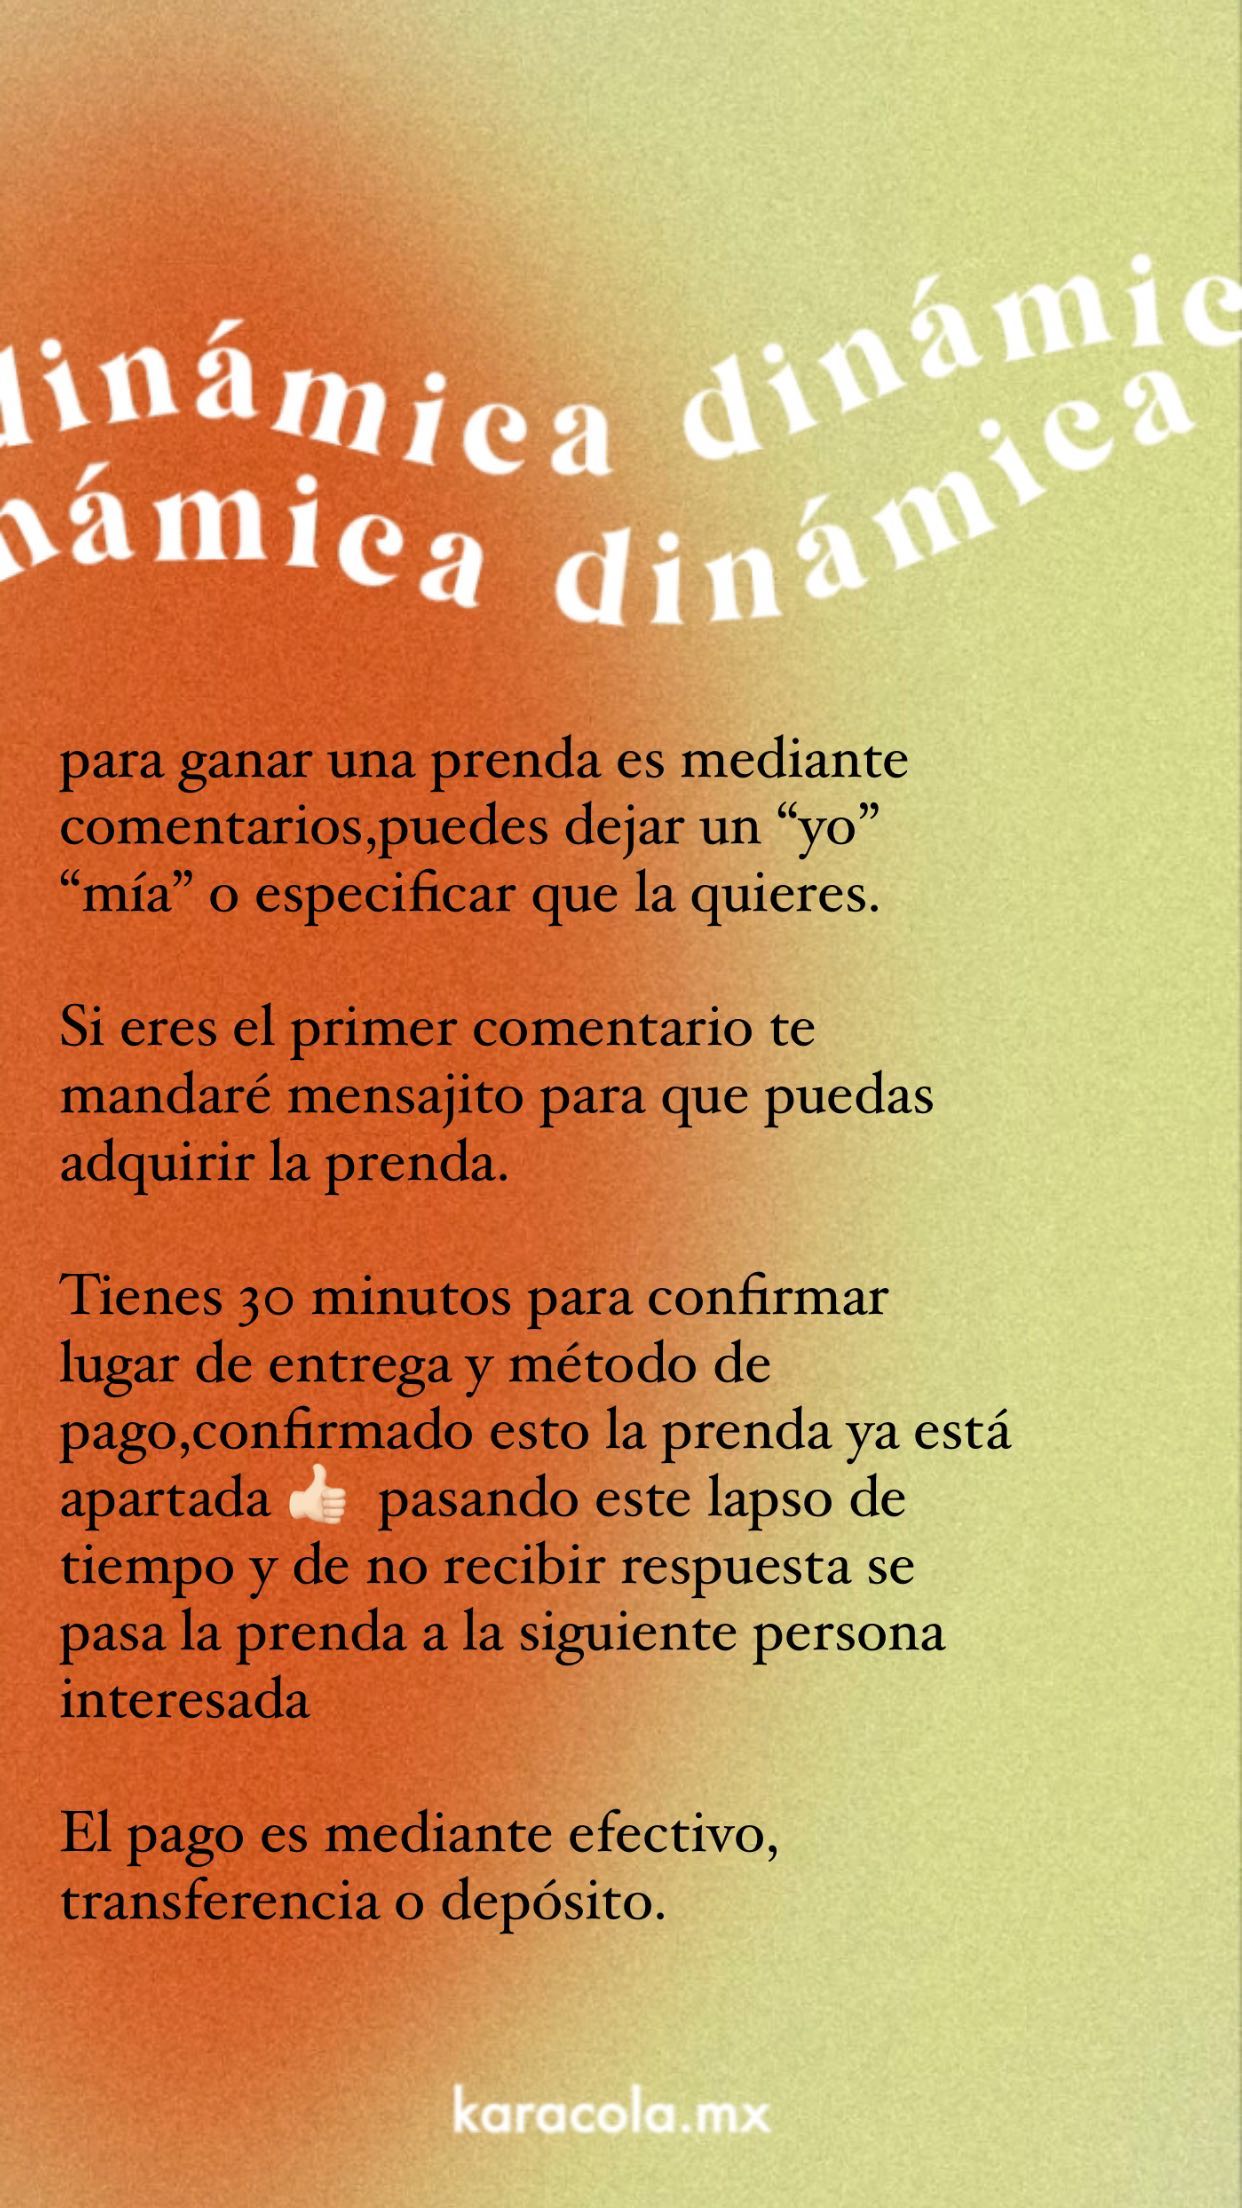 dinámica dinámic
námica dinámica
para ganar una prenda es mediante
comentarios,puedes dejar un “yo”
“mía” o especificar que la quieres.
Si eres el primer comentario te
mandaré mensajito para que puedas
adquirir la prenda.
Tienes 30 minutos para confirmar
lugar de entrega y método de
pago,confirmado esto la prenda ya está
apartada 👍🏻 pasando este lapso de
tiempo y de no recibir respuesta se
pasa la prenda a la siguiente persona
interesada
El pago es mediante efectivo,
transferencia o depósito.
karacola.mx